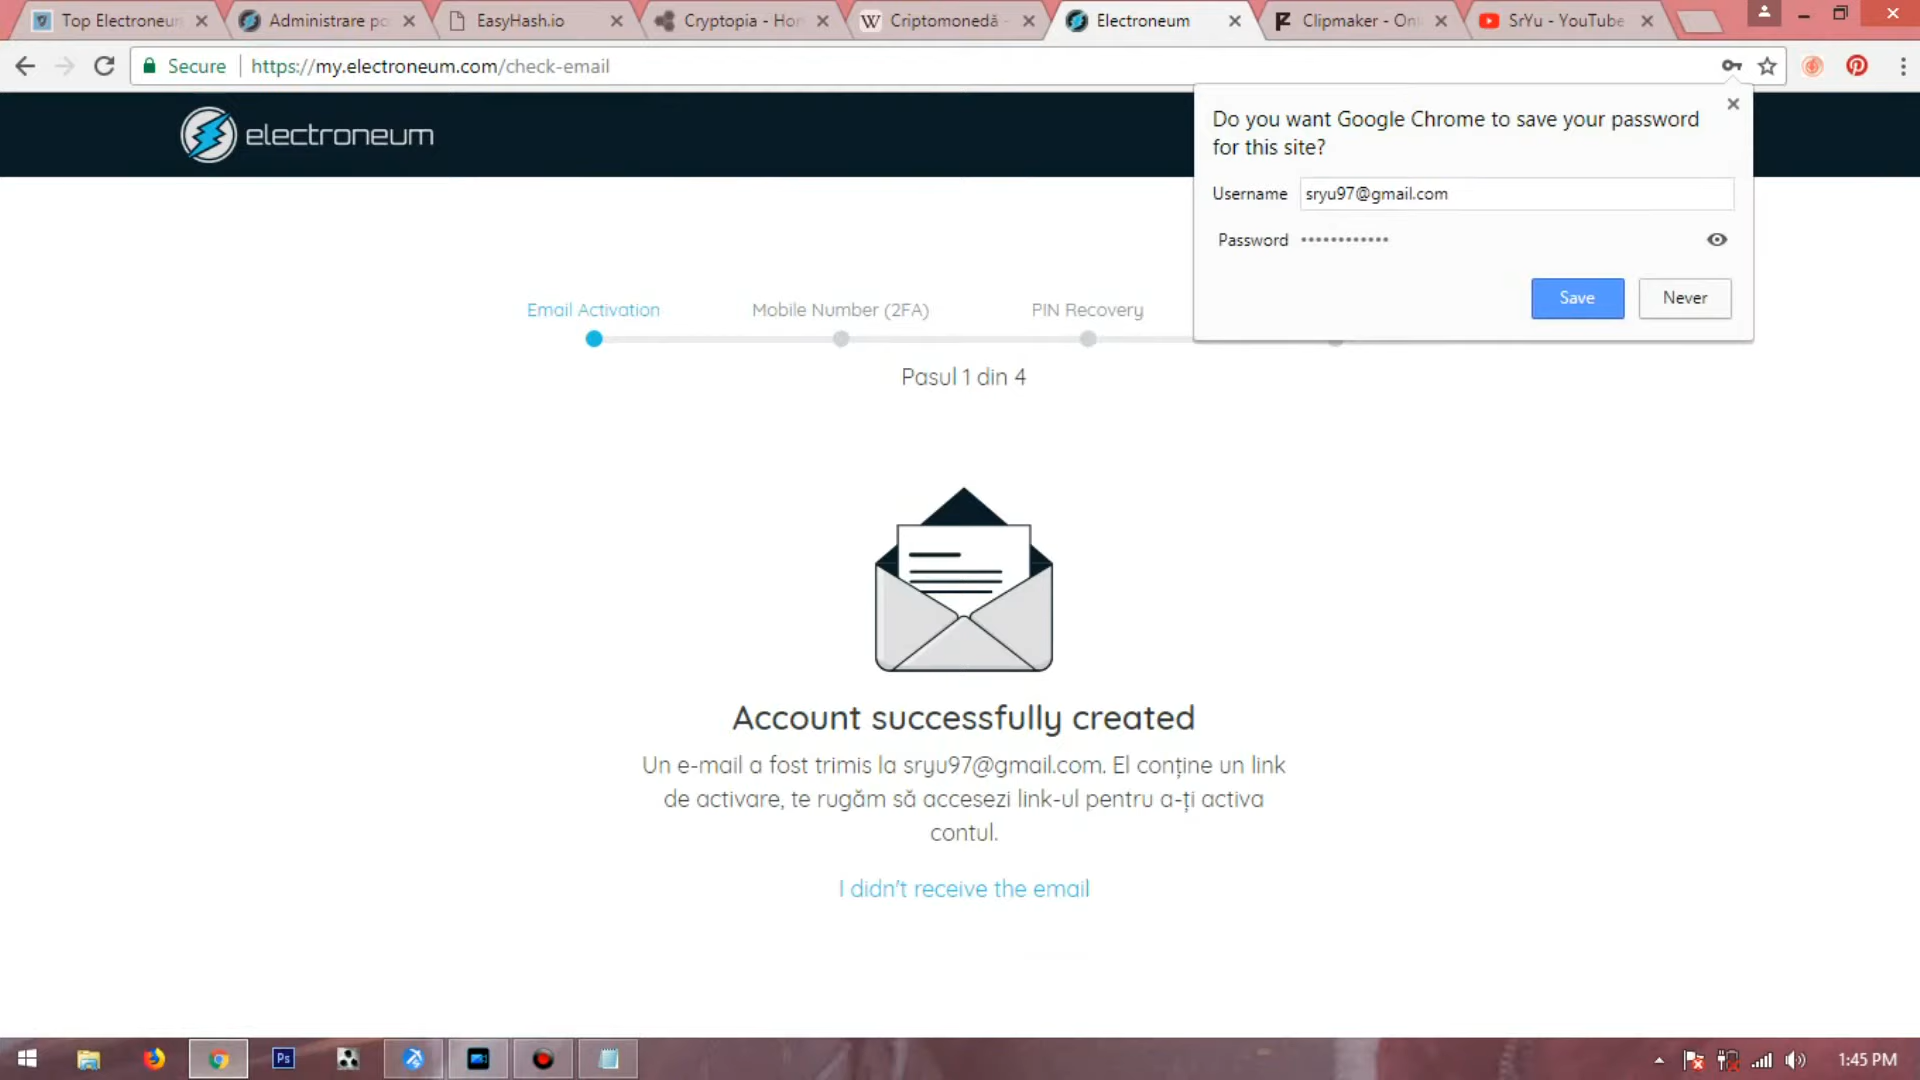 Top Electroneum
Administrare po
EasyHash.io
Cryptopia - Hom
Criptomonedă -
Electroneum
Clipmaker - Onl
SrYu - YouTube
Secure
https://my.electroneum.com/check-email
electroneum
Do you want Google Chrome to save your password
for this site?
Username sryu97@gmail.com
Password ••••••••••••
Save Never
Email Activation
Mobile Number (2FA)
PIN Recovery
Pasul 1 din 4
Account successfully created
Un e-mail a fost trimis la sryu97@gmail.com. El conține un link
de activare, te rugăm să accesezi link-ul pentru a-ți activa
contul.
I didn't receive the email
Ps
1:45 PM